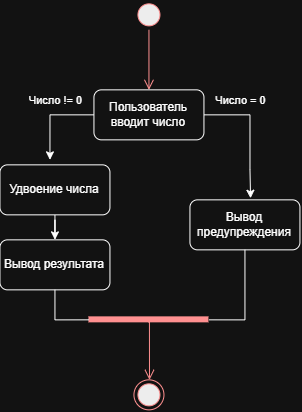 Число != 0
Число = 0
Пользователь
вводит число
Удвоение числа
Вывод
предупреждения
Вывод результата